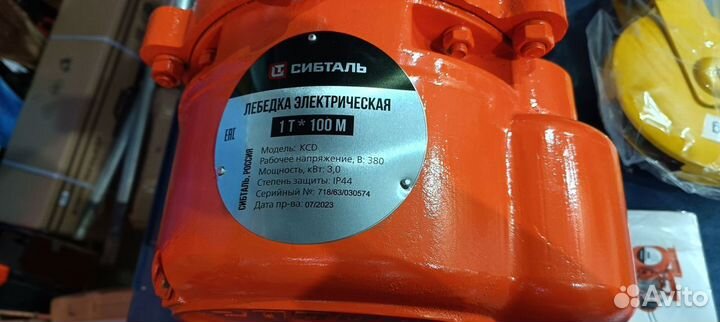 СИБТАЛЬ
ЛЕБЕДКА ЭЛЕКТРИЧЕСКАЯ
1 Т * 100 М
EAC
СИБТАЛЬ, РОССИЯ
Модель: KCD
Рабочее напряжение, В: 380
Мощность, кВт: 3,0
Степень защиты: IP44
Серийный №: 718/63/030574
Дата пр-ва: 07/2023
Avito